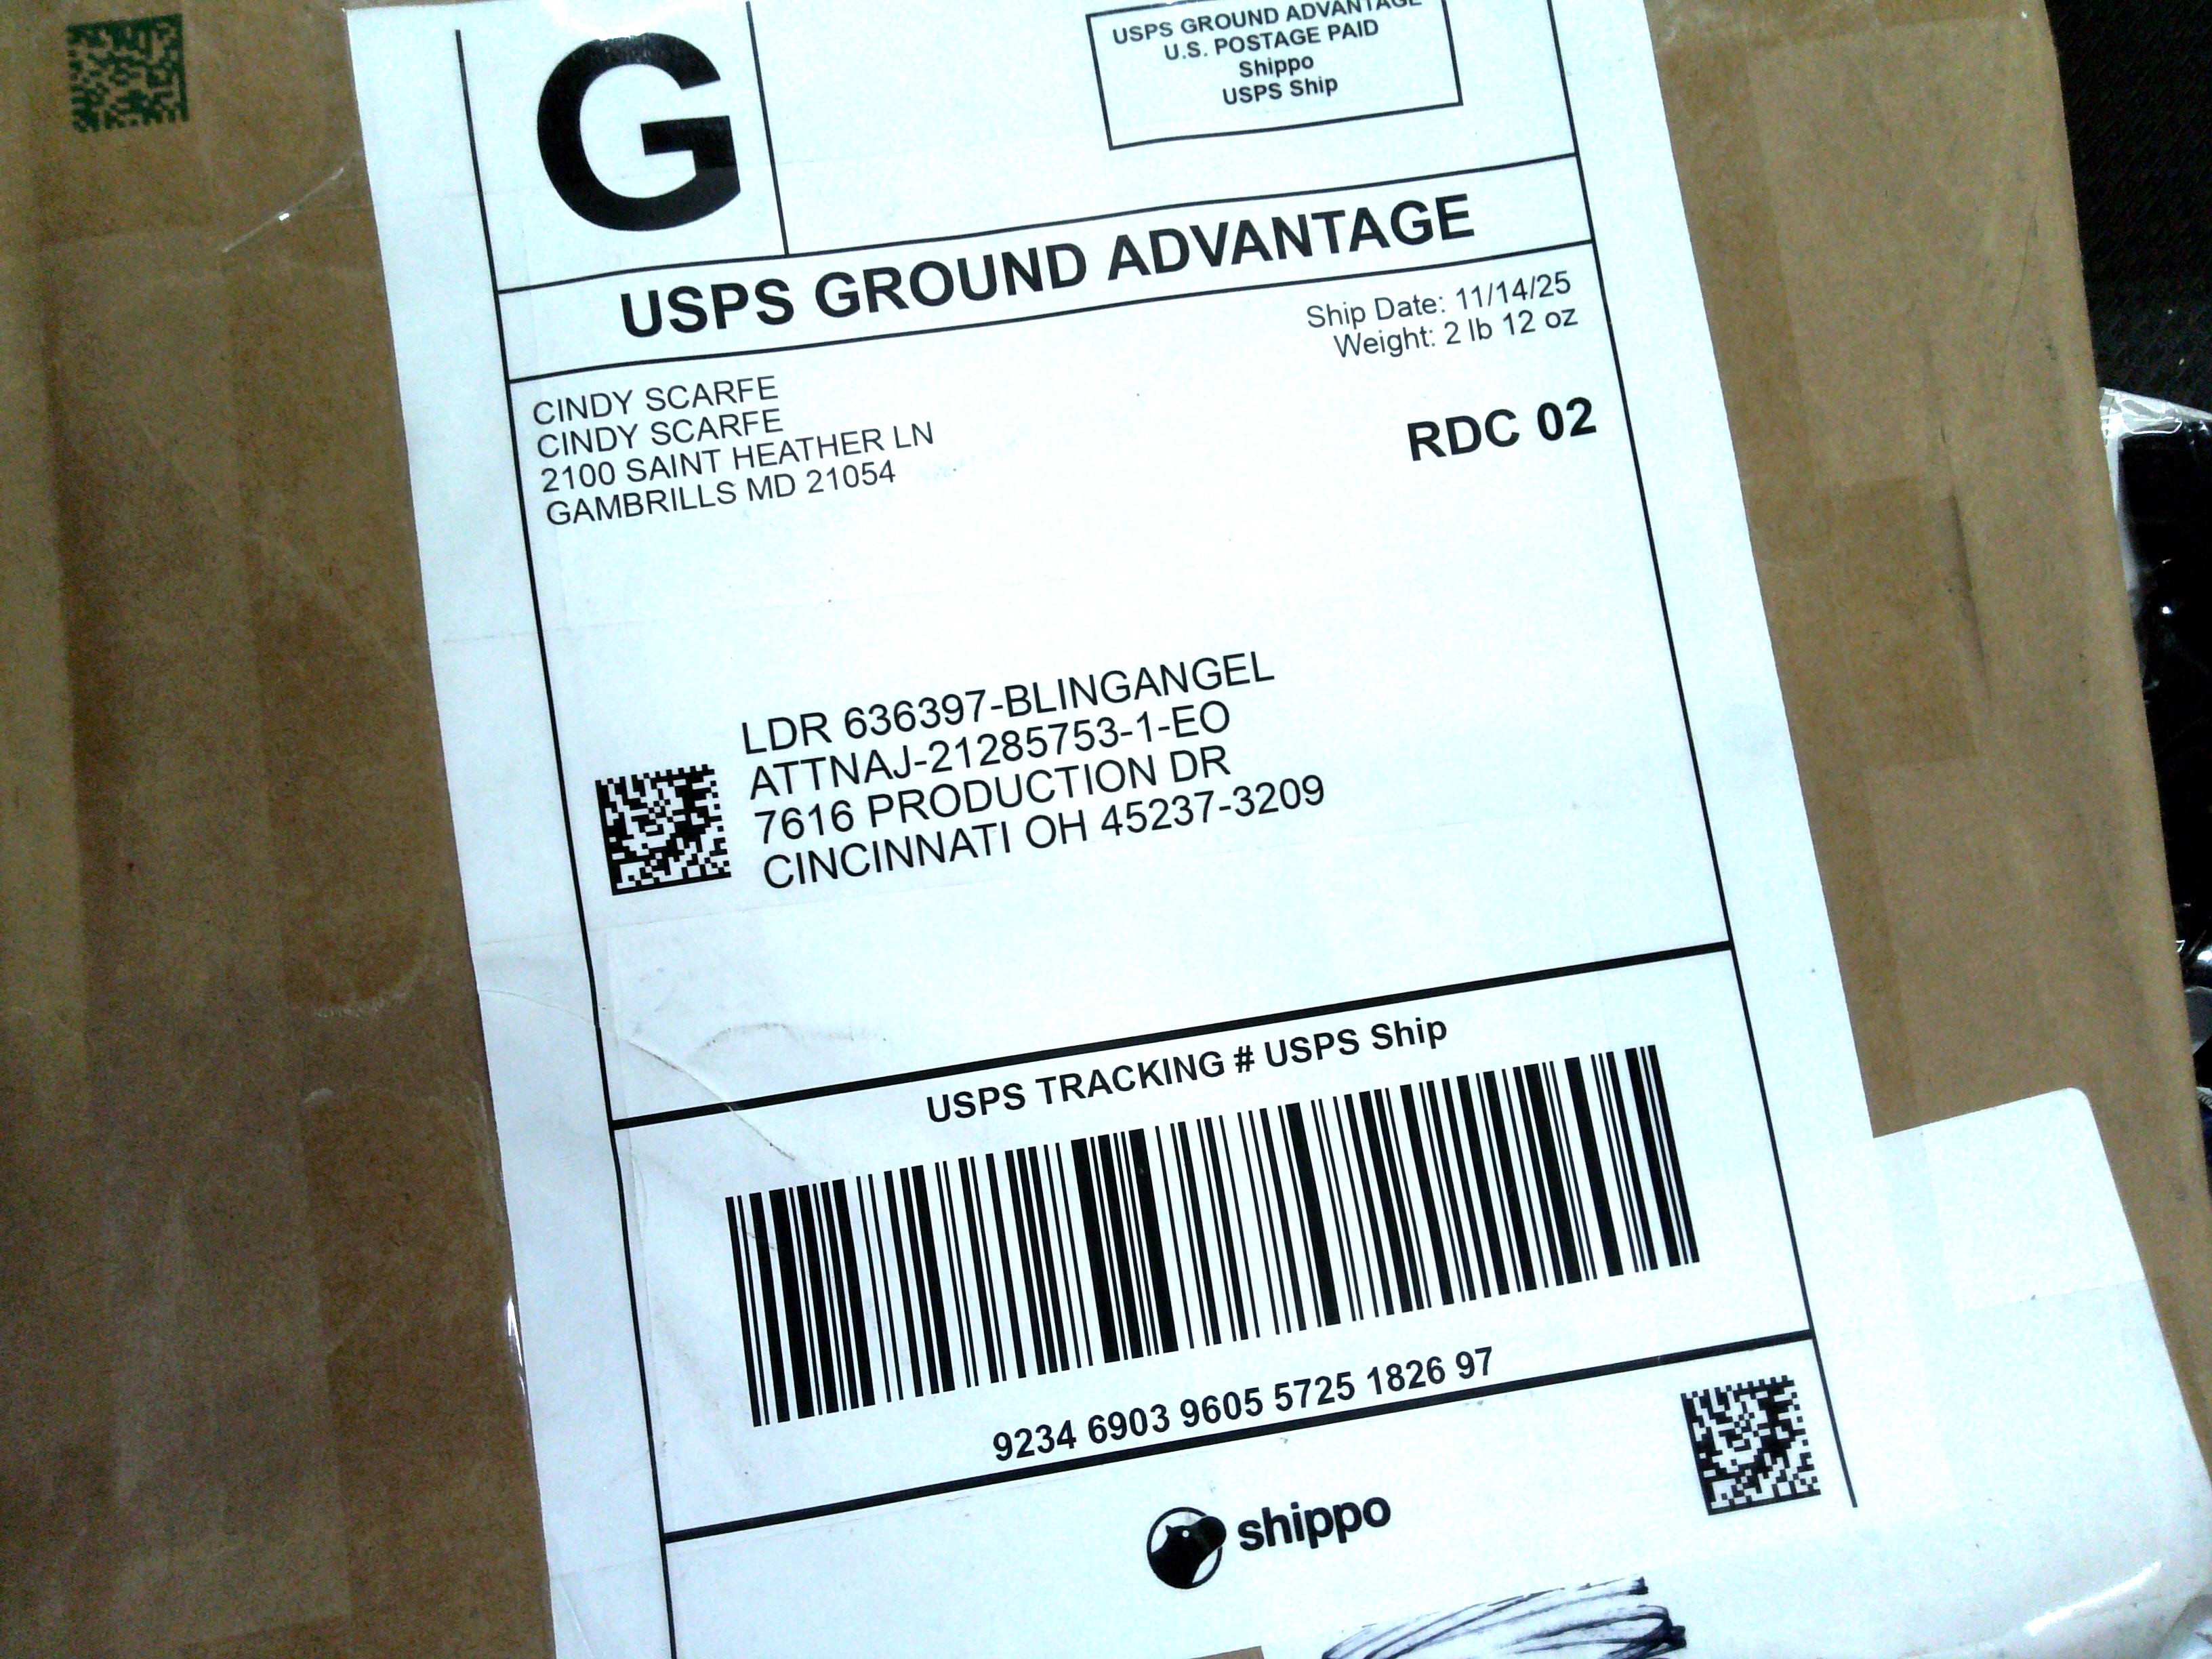 G
USPS GROUND ADVANTAGE
U.S. POSTAGE PAID
Shippo
USPS Ship
USPS GROUND ADVANTAGE
Ship Date: 11/14/25
Weight: 2 lb 12 oz
RDC 02
CINDY SCARFE
CINDY SCARFE
2100 SAINT HEATHER LN
GAMBRILLS MD 21054
LDR 636397-BLINGANGEL
ATTNAJ-21285753-1-EO
7616 PRODUCTION DR
CINCINNATI OH 45237-3209
USPS TRACKING # USPS Ship
9234 6903 9605 5725 1826 97
shippo